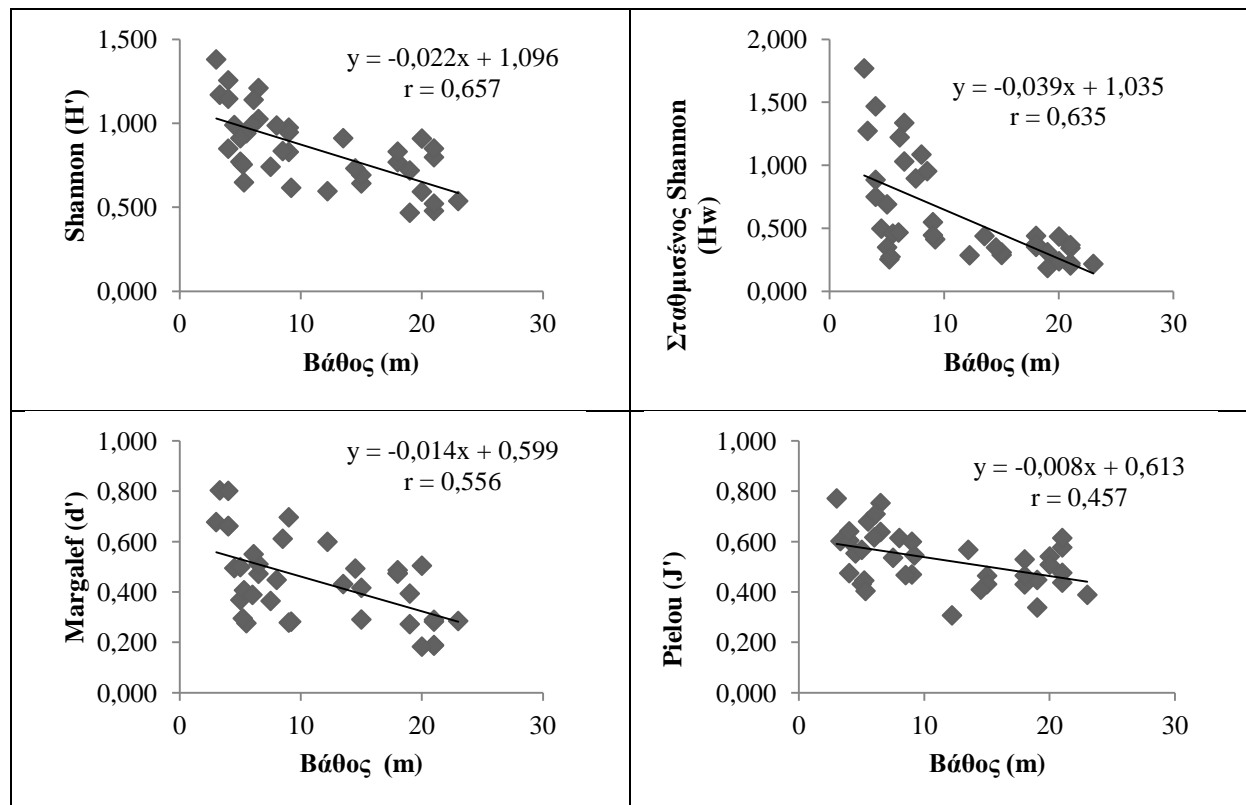 y = -0,022x + 1,096
r = 0,657
1,500
1,000
0,500
0,000
Shannon (H')
0 10 20 30
Βάθος (m)
y = -0,039x + 1,035
r = 0,635
2,000
1,500
1,000
0,500
0,000
Σταθμισένος Shannon
(Hw)
0 10 20 30
Βάθος (m)
y = -0,014x + 0,599
r = 0,556
1,000
0,800
0,600
0,400
0,200
0,000
Margalef (d')
0 10 20 30
Βάθος (m)
y = -0,008x + 0,613
r = 0,457
1,000
0,800
0,600
0,400
0,200
0,000
Pielou (J')
0 10 20 30
Βάθος (m)